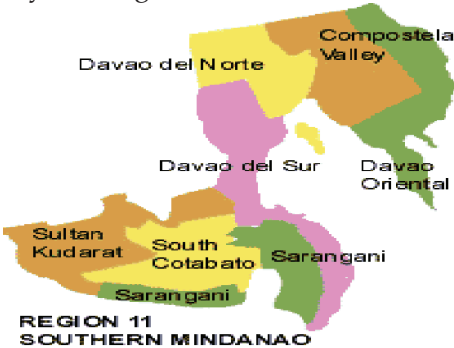 Compostela
Valley
Davao del Norte
Davao del Sur
Davao
Oriental
Sultan
Kudarat
South
Cotabato
Sarangani
Sarangani
REGION 11
SOUTHERN MINDANAO